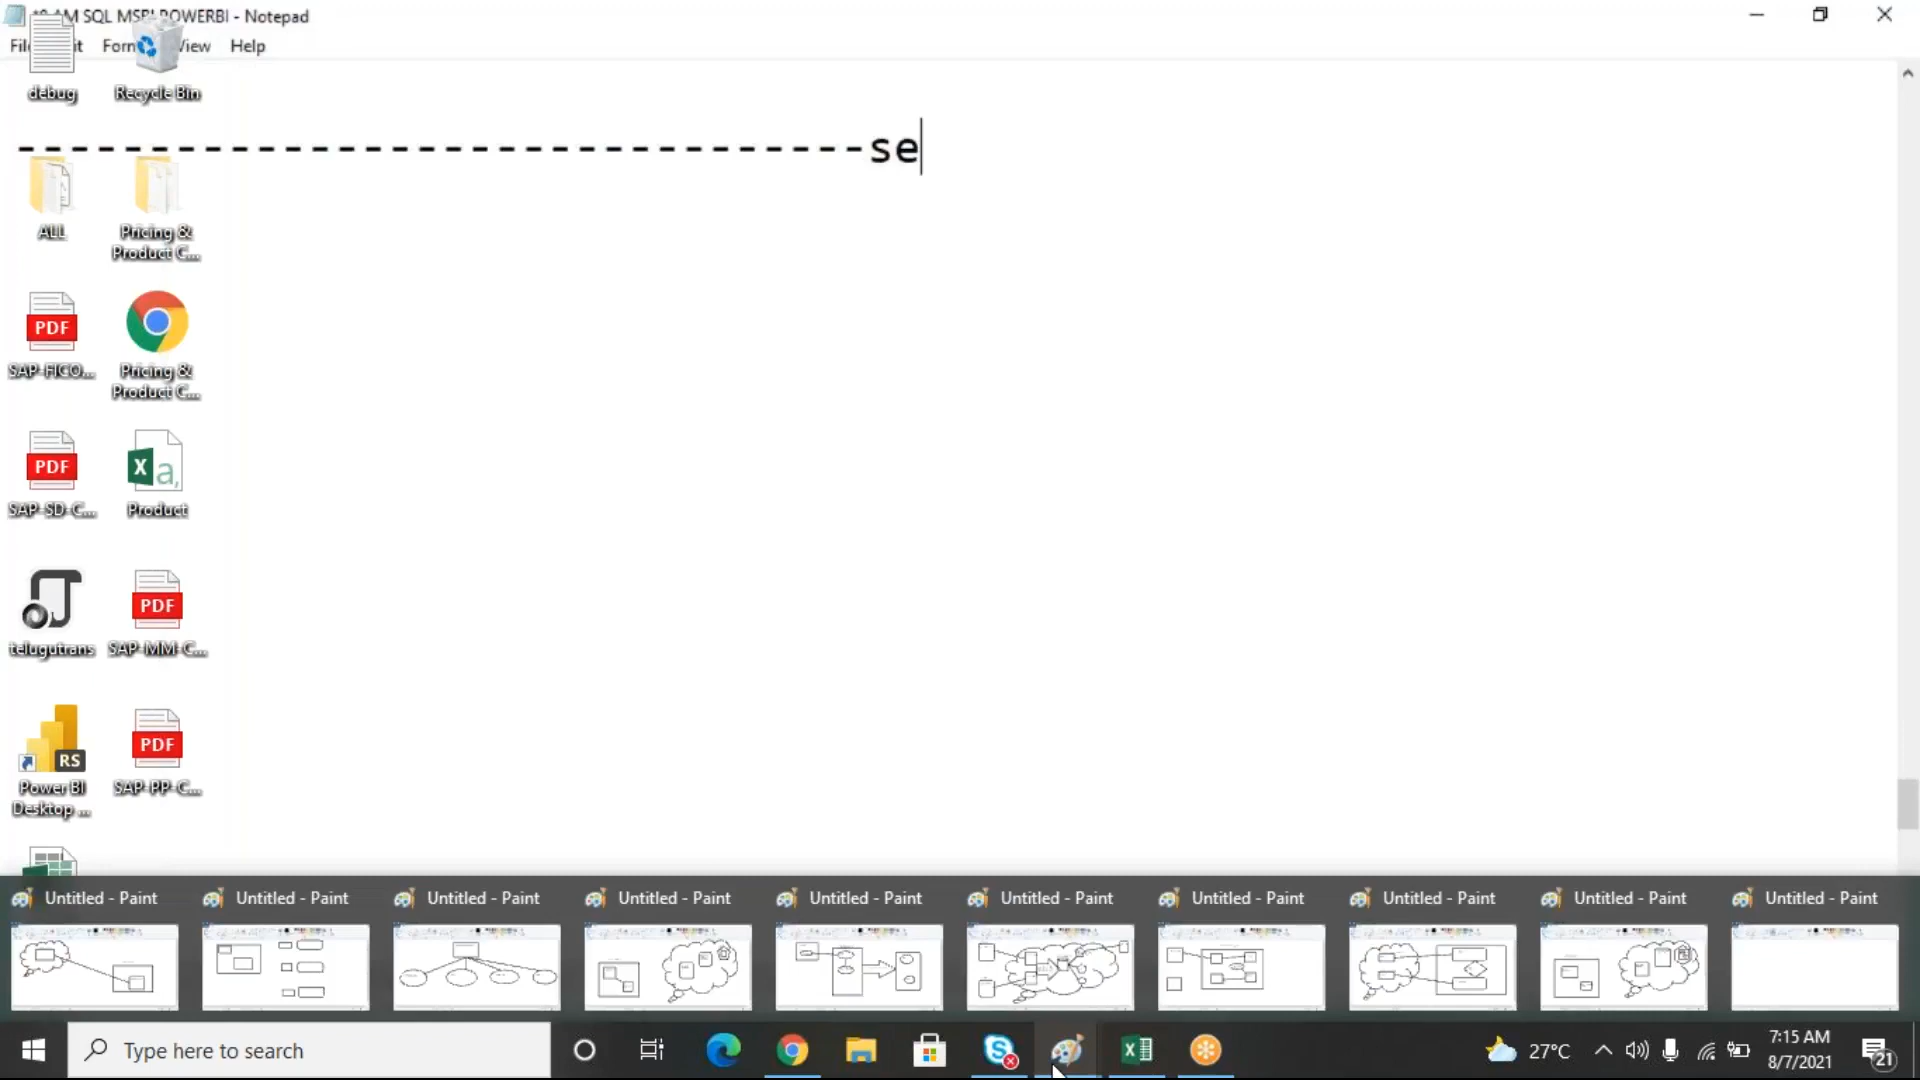 AM SQL MSBI POWERBI - Notepad
View Help
debug
Recycle Bin
--------------------------------se
ALL
Pricing &
Product C...
PDF
SAP-FICO...
Pricing &
Product C...
PDF
SAP-SD-C...
Product
telugutrans
PDF
SAP-MM-C...
RS
Power BI
Desktop ...
PDF
SAP-PP-C...
Untitled - Paint
Untitled - Paint
Untitled - Paint
Untitled - Paint
Untitled - Paint
Untitled - Paint
Untitled - Paint
Untitled - Paint
Untitled - Paint
Untitled - Paint
Type here to search
27°C
7:15 AM
8/7/2021
21